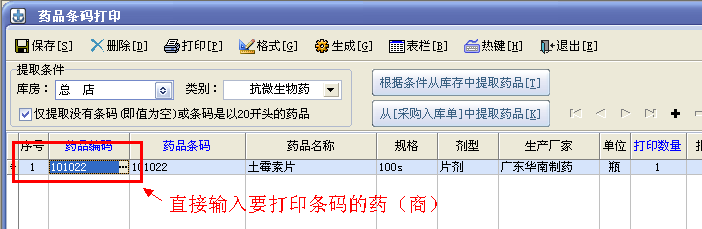 药品条码打印
保存[S] 删除[D] 打印[P] 格式[G] 生成[G] 表栏[B] 热键[H] 退出[E]
提取条件
库房: 总 店 类别: 抗微生物药 根据条件从库存中提取药品[T]
仅提取没有条码(即值为空)或条码是以20开头的药品 从[采购入库单]中提取药品[K]
序号 药品编码 药品条码 药品名称 规格 剂型 生产厂家 单位 打印数量
1 101022 101022 土霉素片 100s 片剂 广东华南制药 瓶 1
直接输入要打印条码的药（商）